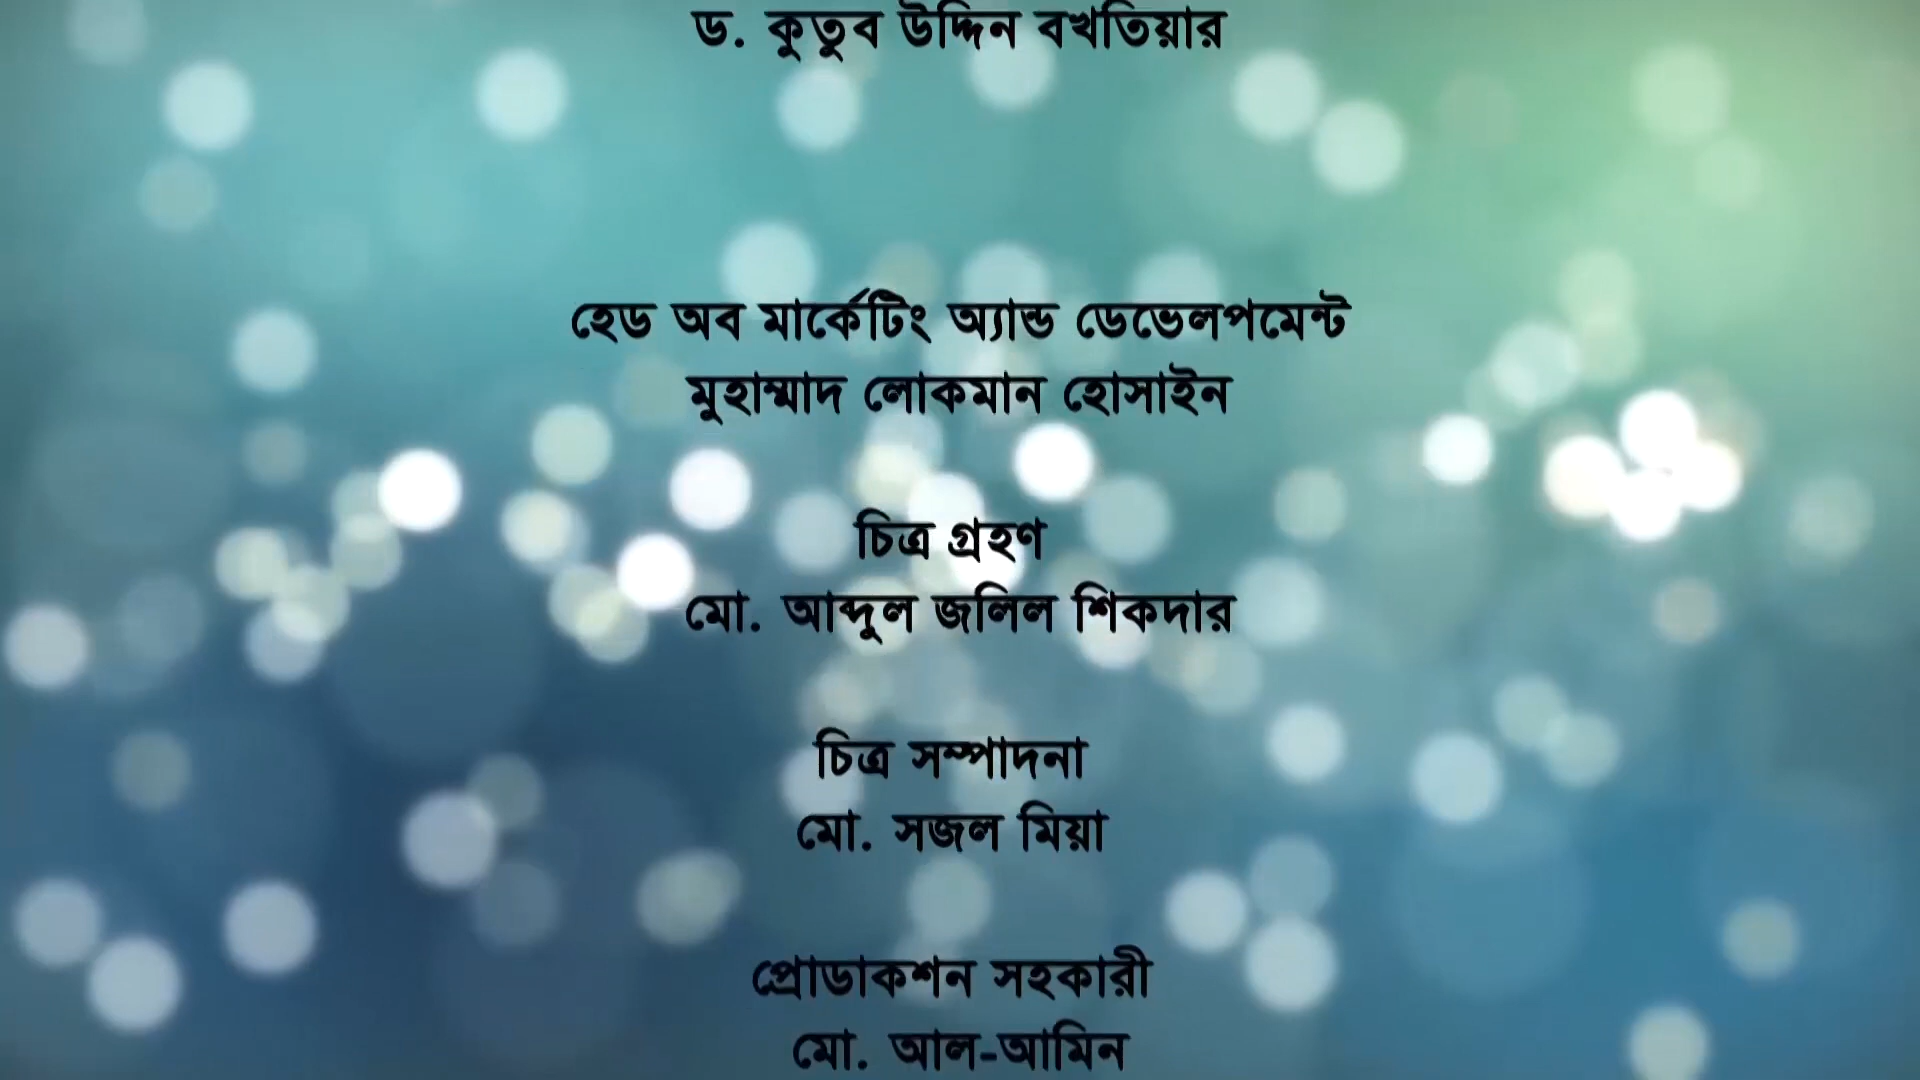 ড. কুতুব উদ্দিন বখতিয়ার
হেড অব মার্কেটিং অ্যান্ড ডেভেলপমেন্ট
মুহাম্মাদ লোকমান হোসাইন
চিত্র গ্রহণ
মো. আব্দুল জলিল শিকদার
চিত্র সম্পাদনা
মো. সজল মিয়া
প্রোডাকশন সহকারী
মো. আল-আমিন